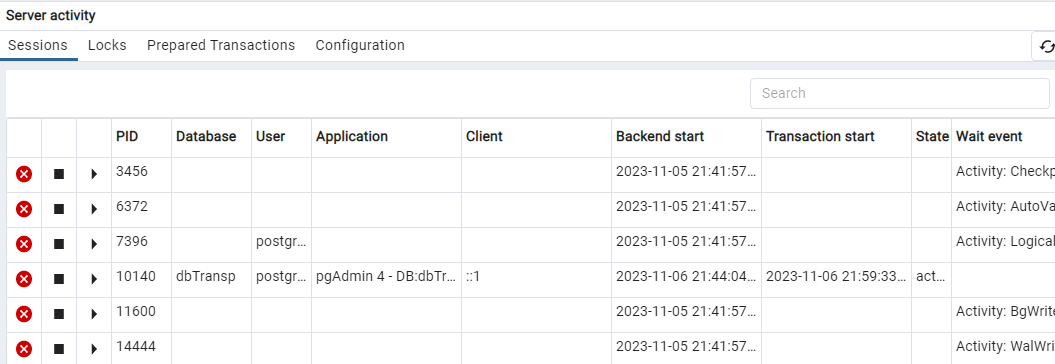 Server activity
Sessions Locks Prepared Transactions Configuration
Search
PID Database User Application Client Backend start Transaction start State Wait event
3456 2023-11-05 21:41:57... Activity: Checkp
6372 2023-11-05 21:41:57... Activity: AutoVa
7396 postgr... 2023-11-05 21:41:57... Activity: Logical
10140 dbTransp postgr... pgAdmin 4 - DB:dbTr... ::1 2023-11-06 21:44:04... 2023-11-06 21:59:33... act...
11600 2023-11-05 21:41:57... Activity: BgWrite
14444 2023-11-05 21:41:57... Activity: WalWri